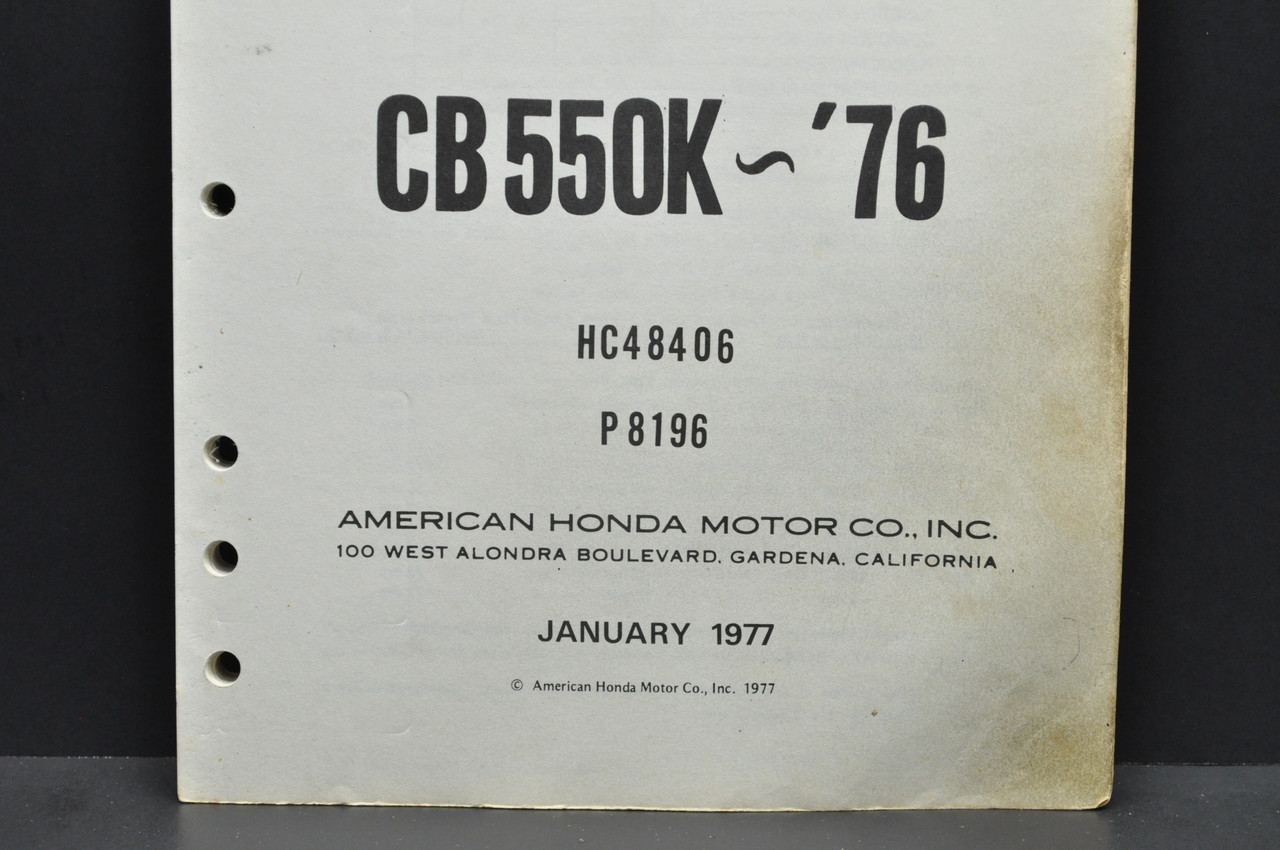 CB550K~'76
HC48406
P8196
AMERICAN HONDA MOTOR CO., INC.
100 WEST ALONDRA BOULEVARD, GARDENA, CALIFORNIA
JANUARY 1977
© American Honda Motor Co., Inc. 1977